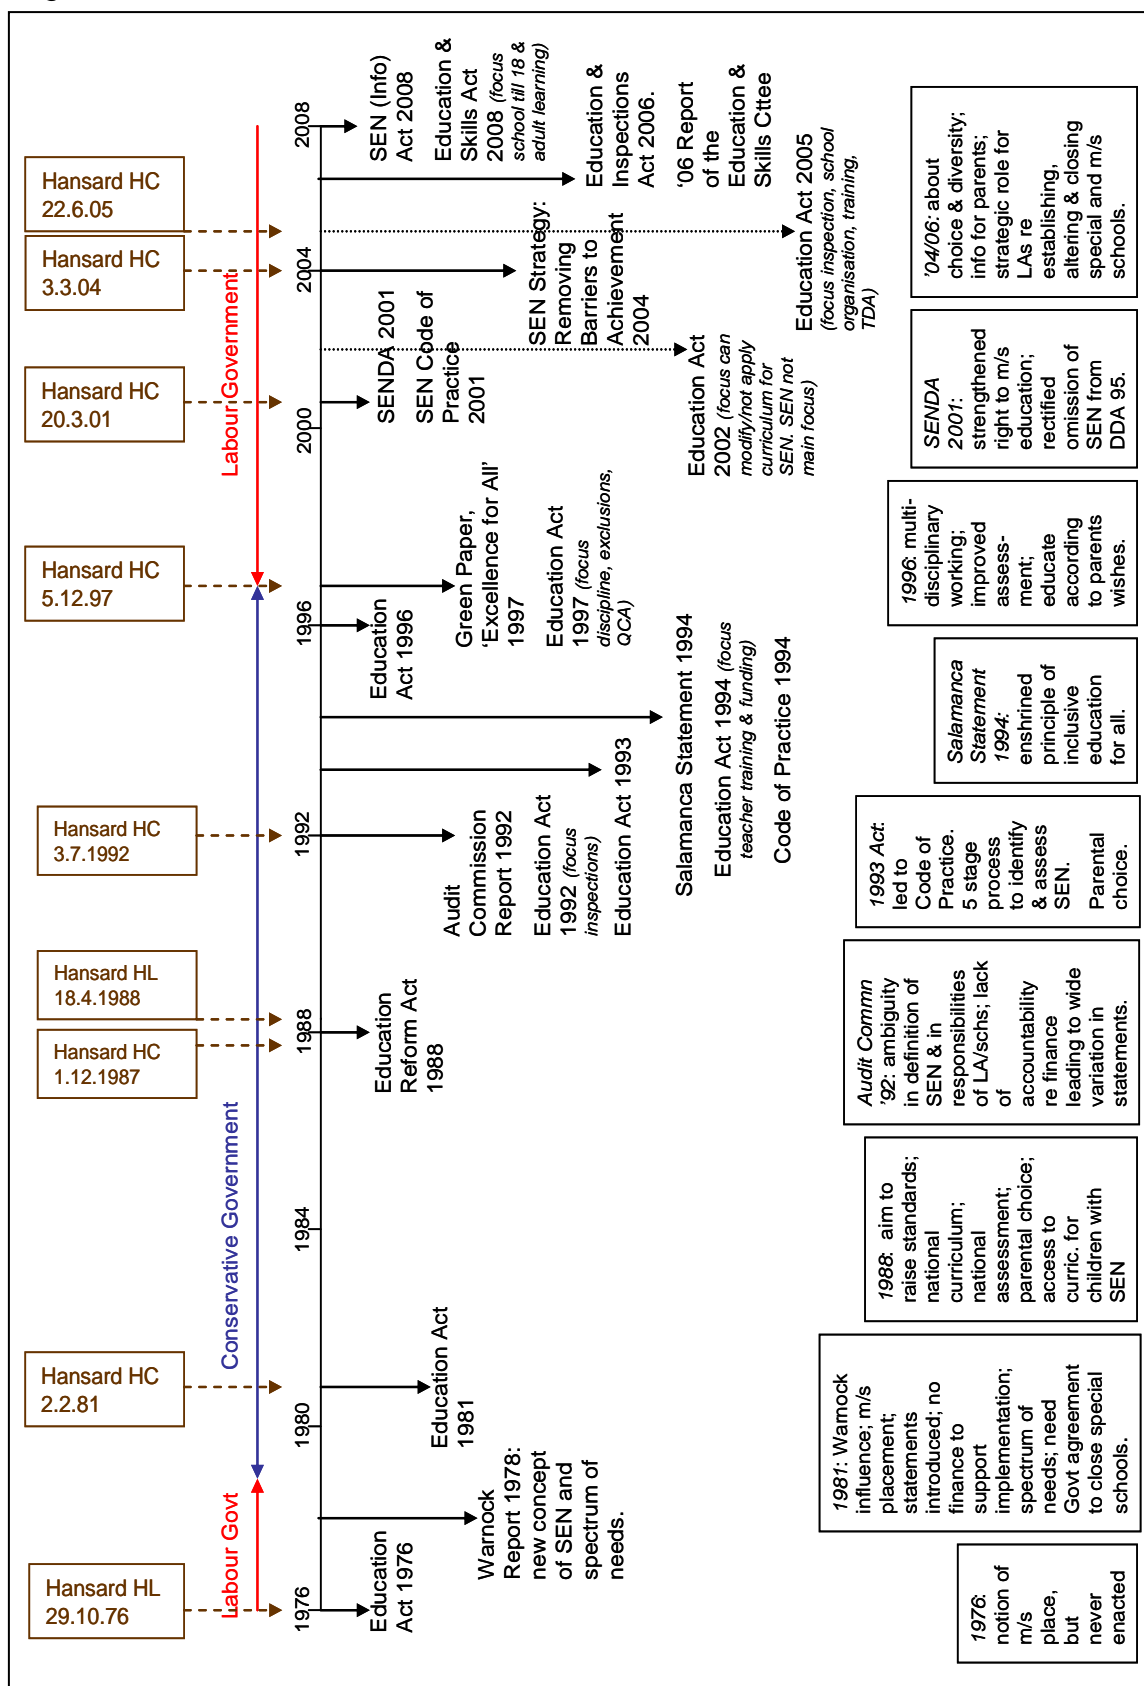 Hansard HL
29.10.76
Hansard HC
2.2.81
Hansard HC
1.12.1987
Hansard HL
18.4.1988
Hansard HC
3.7.1992
Hansard HC
5.12.97
Hansard HC
20.3.01
Hansard HC
3.3.04
Hansard HC
22.6.05
Labour Govt
Conservative Government
Labour Government
1976
1980
1984
1988
1992
1996
2000
2004
2008
Education
Act 1976
Warnock
Report 1978:
new concept
of SEN and
spectrum of
needs.
Education Act
1981
Education
Reform Act
1988
Audit
Commission
Report 1992
Education Act
1992 (focus
inspections)
Education Act 1993
Salamanca Statement 1994
Education Act 1994 (focus
teacher training & funding)
Code of Practice 1994
Education
Act 1996
Green Paper,
‘Excellence for All’
1997
Education Act
1997 (focus
discipline, exclusions,
QCA)
SENDA 2001
SEN Code of
Practice
2001
Education Act
2002 (focus can
modify/not apply
curriculum for
SEN. SEN not
main focus)
SEN Strategy:
Removing
Barriers to
Achievement
2004
Education Act 2005
(focus inspection, school
organisation, training,
TDA)
Education &
Inspections
Act 2006.
‘06 Report
of the
Education &
Skills Cttee
SEN (Info)
Act 2008
Education &
Skills Act
2008 (focus
school till 18 &
adult learning)
1976:
notion of
m/s
place,
but
never
enacted
1981: Warnock
influence; m/s
placement;
statements
introduced; no
finance to
support
implementation;
spectrum of
needs; need
Govt agreement
to close special
schools.
1988: aim to
raise standards;
national
curriculum;
national
assessment;
parental choice;
access to
curric. for
children with
SEN
Audit Commn
’92: ambiguity
in definition of
SEN & in
responsibilities
of LA/schs; lack
of
accountability
re finance
leading to wide
variation in
statements.
1993 Act:
led to
Code of
Practice.
5 stage
process
to identify
& assess
SEN.
Parental
choice.
Salamanca
Statement
1994:
enshrined
principle of
inclusive
education
for all.
1996: multi-
disciplinary
working;
improved
assess-
ment;
educate
according
to parents
wishes.
SENDA
2001:
strengthened
right to m/s
education;
rectified
omission of
SEN from
DDA 95.
’04/06: about
choice & diversity;
info for parents;
strategic role for
LAs re
establishing,
altering & closing
special and m/s
schools.